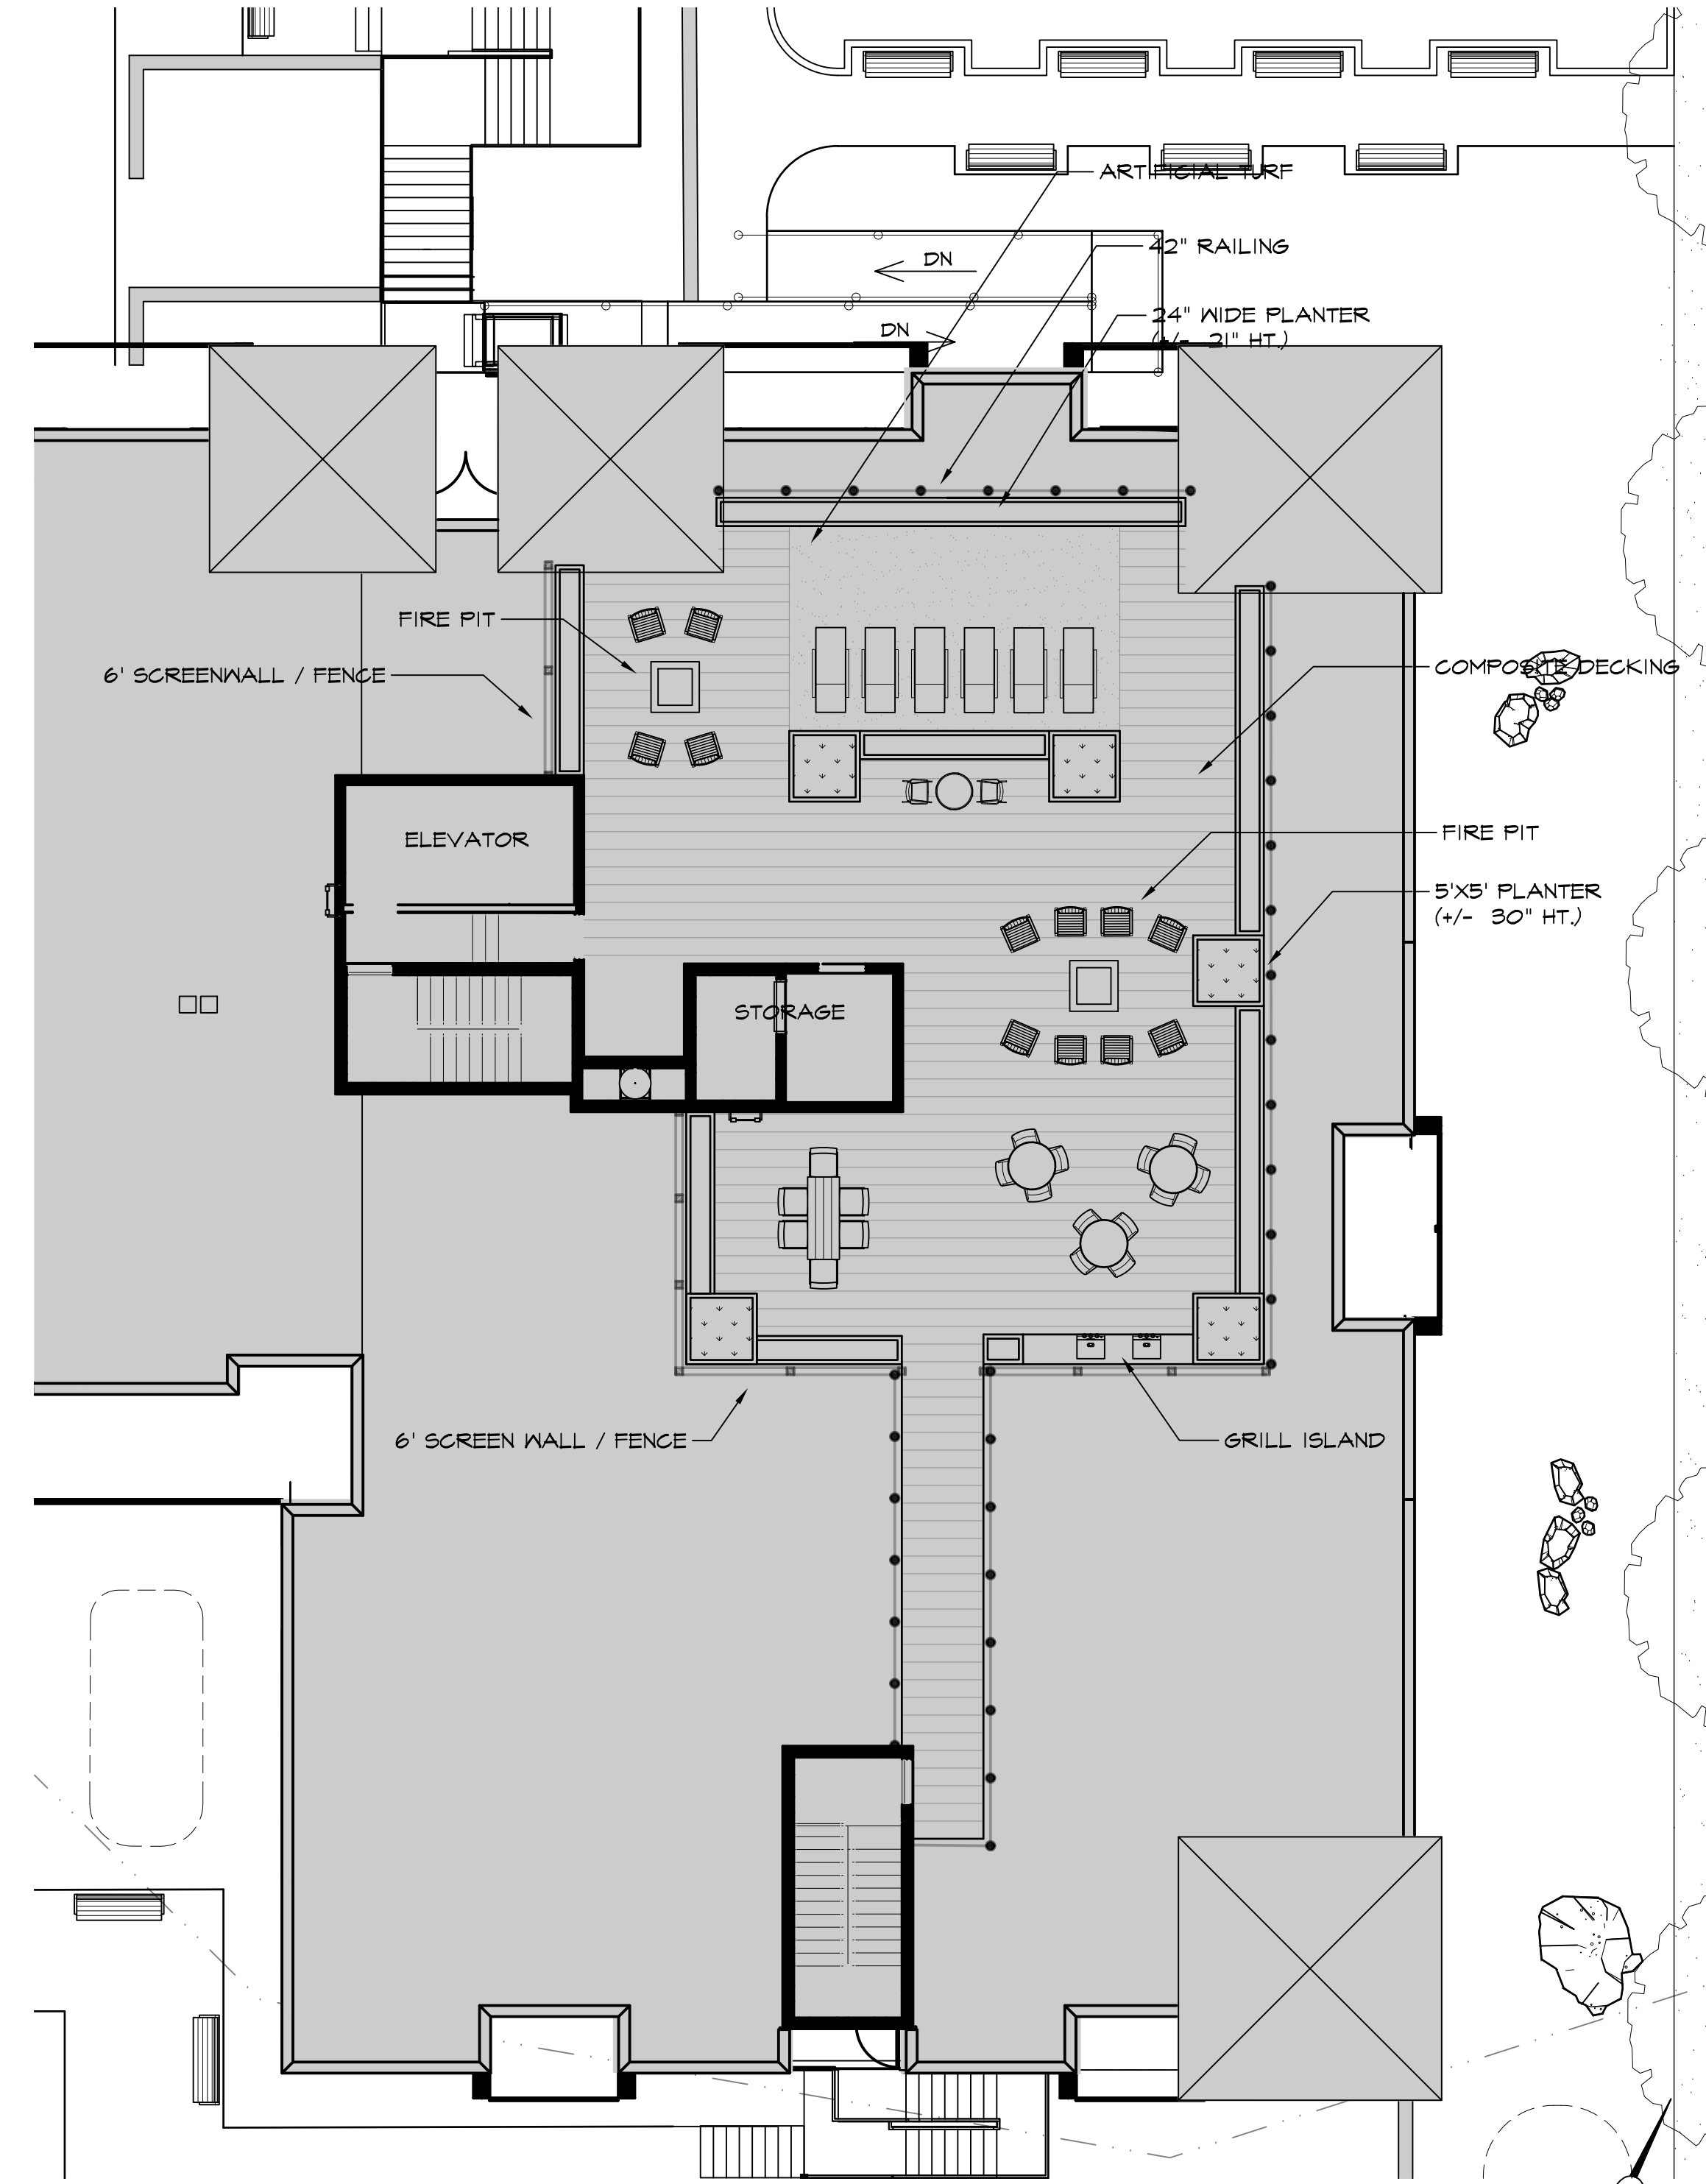 ARTIFICIAL TURF
42" RAILING
DN
24" WIDE PLANTER
(+/- 21" HT.)
DN
FIRE PIT
6' SCREENWALL / FENCE
COMPOSITE DECKING
ELEVATOR
FIRE PIT
5'X5' PLANTER
(+/- 30" HT.)
STORAGE
6' SCREEN WALL / FENCE
GRILL ISLAND